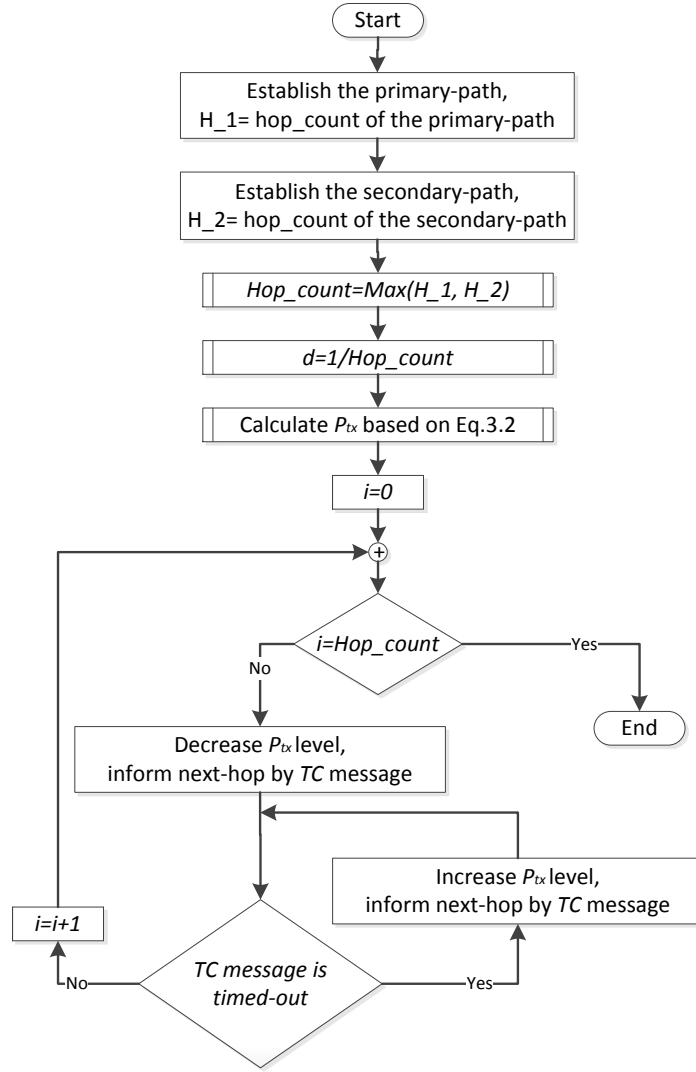 Start
Establish the primary-path,
H_1= hop_count of the primary-path
Establish the secondary-path,
H_2= hop_count of the secondary-path
Hop_count=Max(H_1, H_2)
d=1/Hop_count
Calculate Ptx based on Eq.3.2
i=0
+
i=Hop_count
No
Yes
End
Decrease Ptx level,
inform next-hop by TC message
Increase Ptx level,
inform next-hop by TC message
i=i+1
TC message is
timed-out
No
Yes